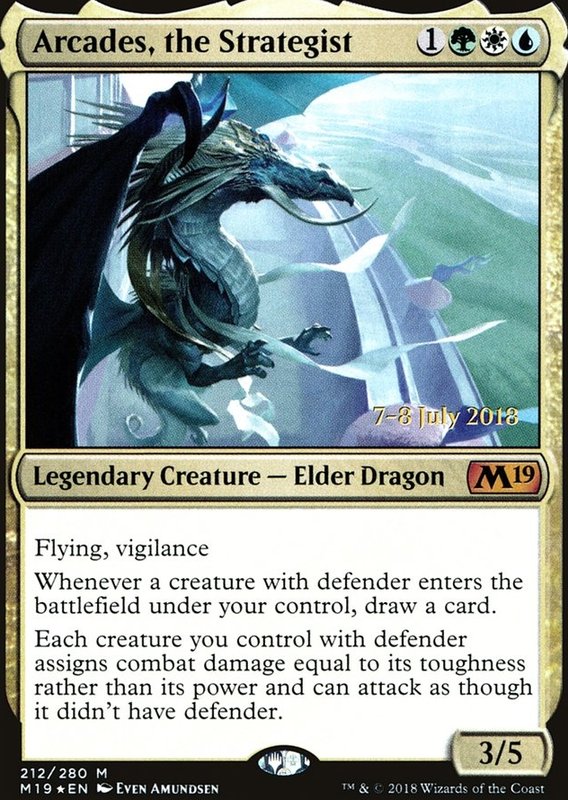 Arcades, the Strategist 1
7–8 July 2018
Legendary Creature — Elder Dragon M19
Flying, vigilance
Whenever a creature with defender enters the
battlefield under your control, draw a card.
Each creature you control with defender
assigns combat damage equal to its toughness
rather than its power and can attack as though
it didn't have defender.
3/5
212/280 M
M19★EN Even Amundsen
™ & © 2018 Wizards of the Coast